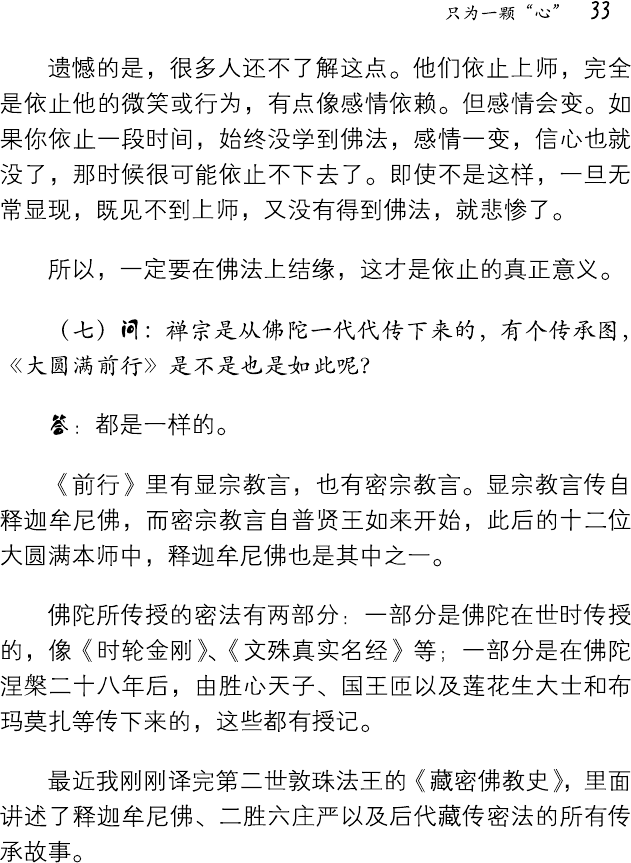 只为一颗“心” 33
遗憾的是，很多人还不了解这点。他们依止上师，完全
是依止他的微笑或行为，有点像感情依赖。但感情会变。如
果你依止一段时间，始终没学到佛法，感情一变，信心也就
没了，那时候很可能依止不下去了。即使不是这样，一旦无
常显现，既见不到上师，又没有得到佛法，就悲惨了。
所以，一定要在佛法上结缘，这才是依止的真正意义。
（七）问：禅宗是从佛陀一代代传下来的，有个传承图，
《大圆满前行》是不是也是如此呢？
答：都是一样的。
《前行》里有显宗教言，也有密宗教言。显宗教言传自
释迦牟尼佛，而密宗教言自普贤王如来开始，此后的十二位
大圆满本师中，释迦牟尼佛也是其中之一。
佛陀所传授的密法有两部分：一部分是佛陀在世时传授
的，像《时轮金刚》、《文殊真实名经》等；一部分是在佛陀
涅槃二十八年后，由胜心天子、国王匝以及莲花生大士和布
玛莫扎等传下来的，这些都有授记。
最近我刚刚译完第二世敦珠法王的《藏密佛教史》，里面
讲述了释迦牟尼佛、二胜六庄严以及后代藏传密法的所有传
承故事。